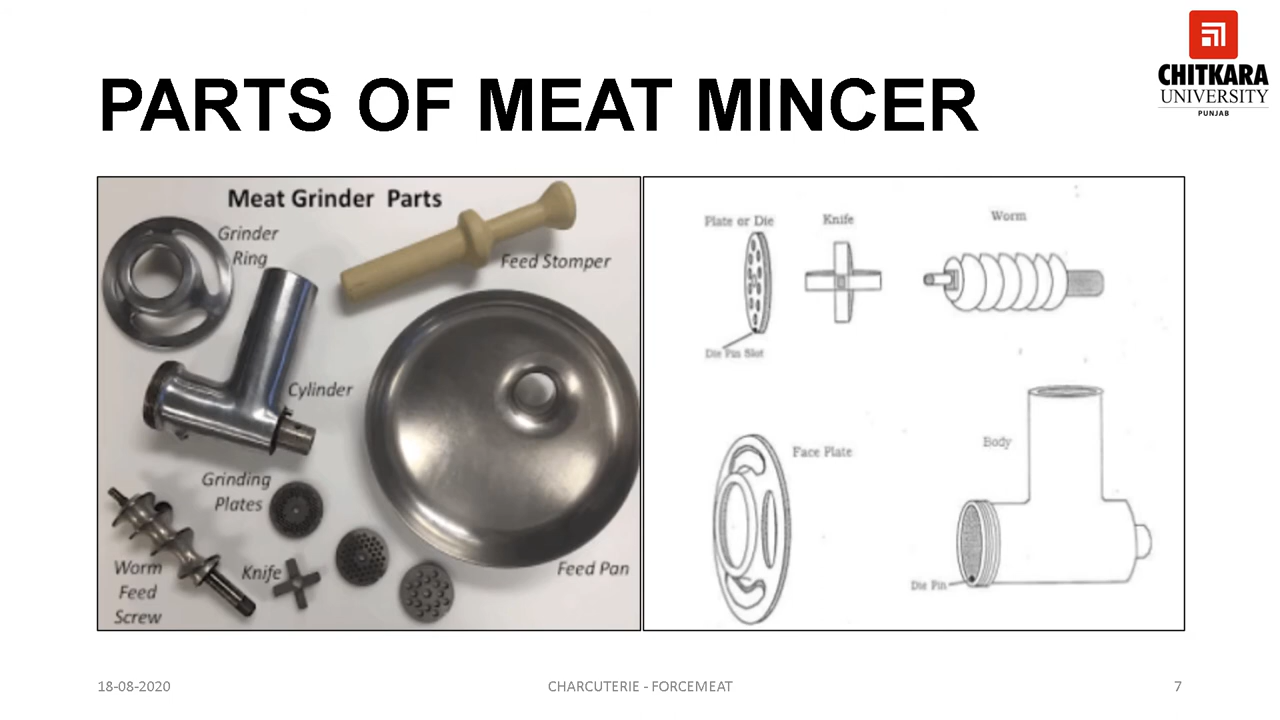 CHITKARA
UNIVERSITY
PUNJAB
PARTS OF MEAT MINCER
Meat Grinder Parts
Grinder
Ring
Feed Stomper
Cylinder
Grinding
Plates
Worm
Feed
Screw
Knife
Feed Pan
Plate or Die
Knife
Worm
Die Pin Slot
Face Plate
Body
Die Pin
18-08-2020
CHARCUTERIE - FORCEMEAT
7